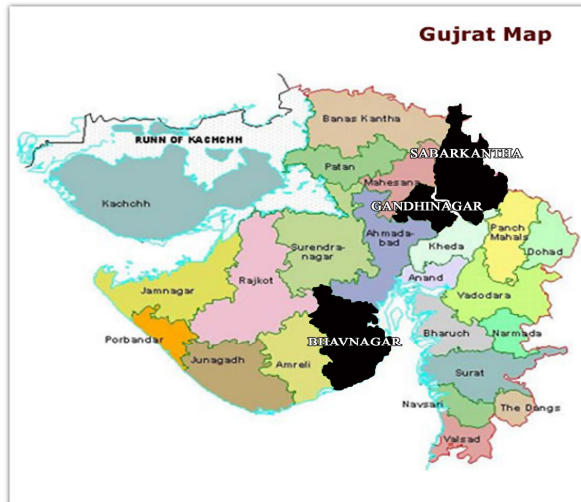 Gujrat Map
Banas Kantha
RUNN OF KACHCHH
SABARKANTHA
Patan
Mahesana
Kachchh
GANDHINAGAR
Ahmada-
bad
Kheda
Panch
Mahals
Dohad
Surendra-
nagar
Anand
Rajkot
Jamnagar
Vadodara
Porbandar
BHAVNAGAR
Bharuch
Narmada
Junagadh
Amreli
Surat
Navsari
The Dangs
Valsad